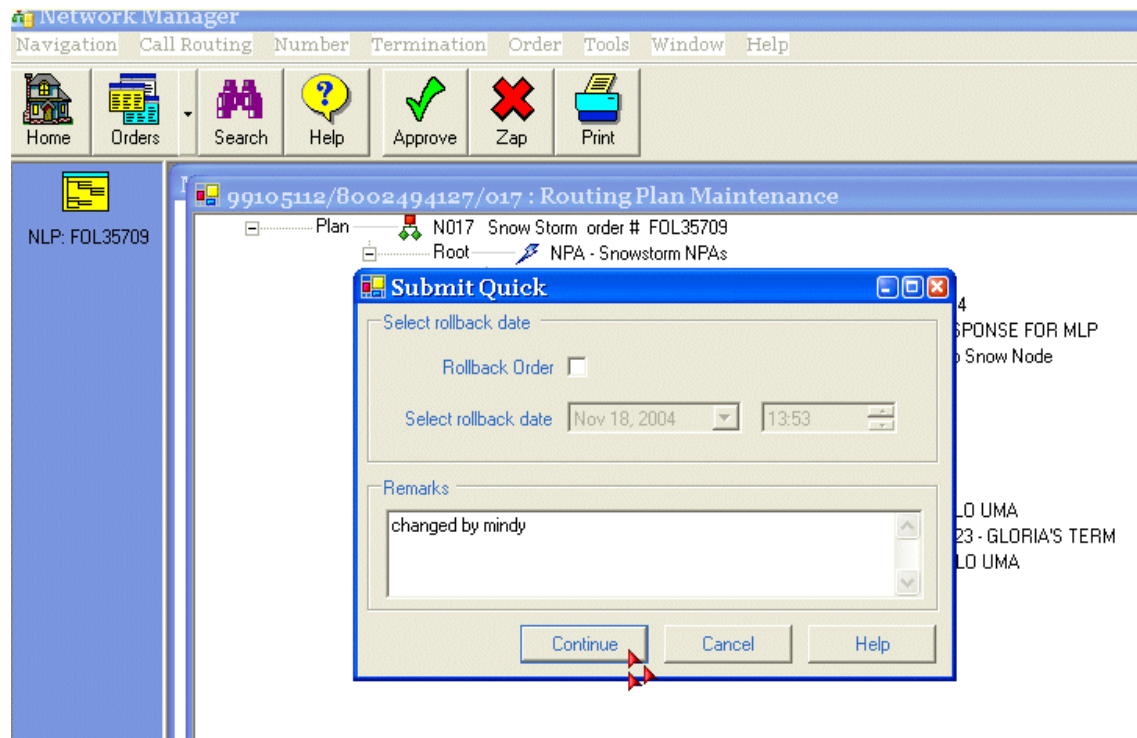 Network Manager
Navigation Call Routing Number Termination Order Tools Window Help
Home Orders Search Help Approve Zap Print
NLP: FOL35709
99105112/8002494127/017 : Routing Plan Maintenance
Plan N017 Snow Storm order # FOL35709
Root NPA - Snowstorm NPAs
Submit Quick
Select rollback date
Rollback Order
Select rollback date Nov 18, 2004 13:53
Remarks
changed by mindy
Continue Cancel Help
4
SPONSE FOR MLP
Snow Node
LO UMA
23 - GLORIA'S TERM
LO UMA